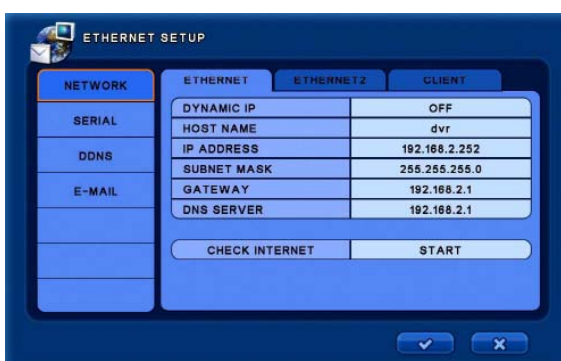 ETHERNET SETUP
NETWORK
SERIAL
DDNS
E-MAIL
ETHERNET ETHERNET2 CLIENT
DYNAMIC IP OFF
HOST NAME dvr
IP ADDRESS 192.168.2.252
SUBNET MASK 255.255.255.0
GATEWAY 192.168.2.1
DNS SERVER 192.168.2.1
CHECK INTERNET START